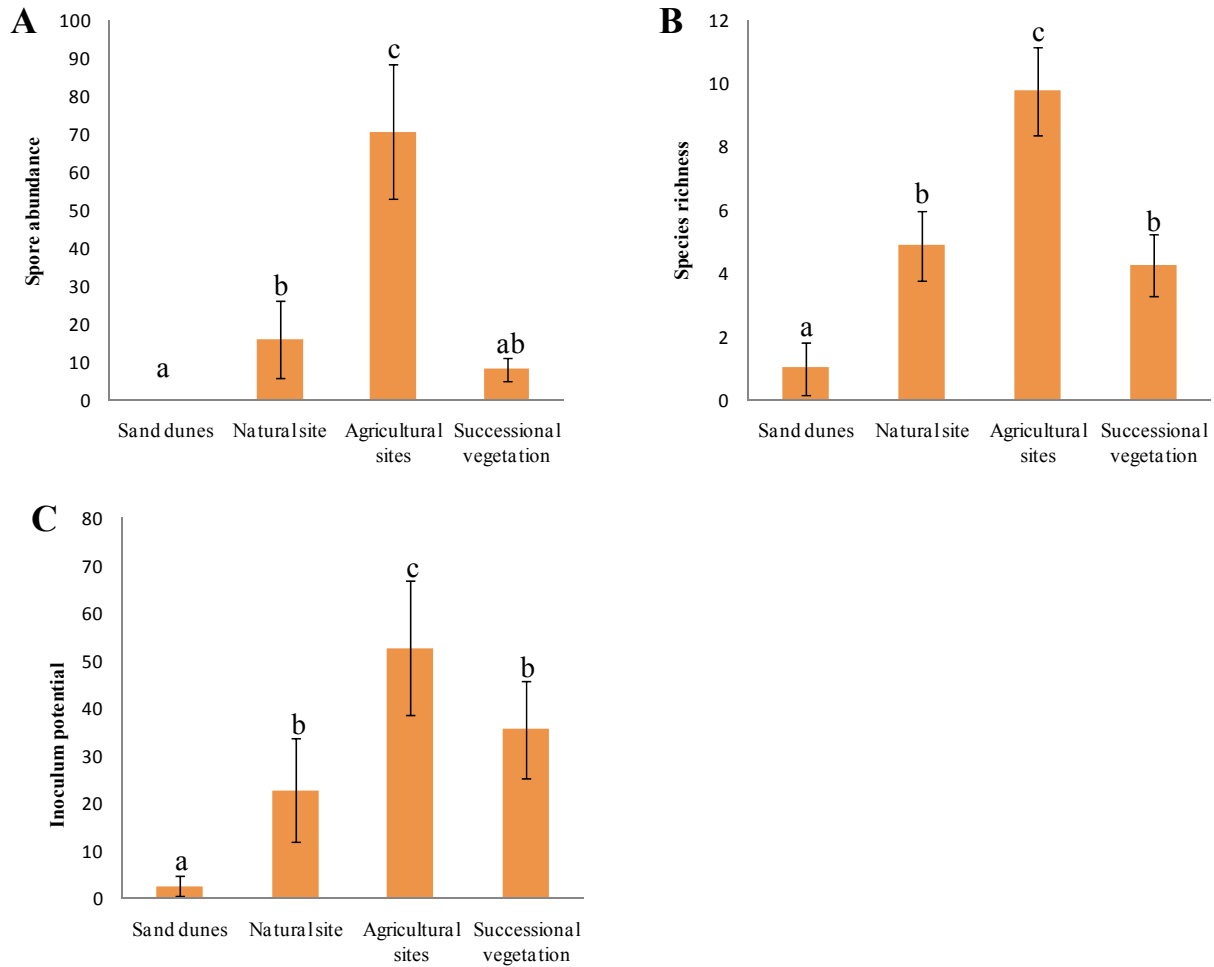 A
Spore abundance
100
90
80
70
60
50
40
30
20
10
0
a
b
c
ab
Sand dunes
Natural site
Agricultural
sites
Successional
vegetation
B
Species richness
12
10
8
6
4
2
0
a
b
c
b
Sand dunes
Natural site
Agricultural
sites
Successional
vegetation
C
Inoculum potential
80
70
60
50
40
30
20
10
0
a
b
c
b
Sand dunes
Natural site
Agricultural
sites
Successional
vegetation